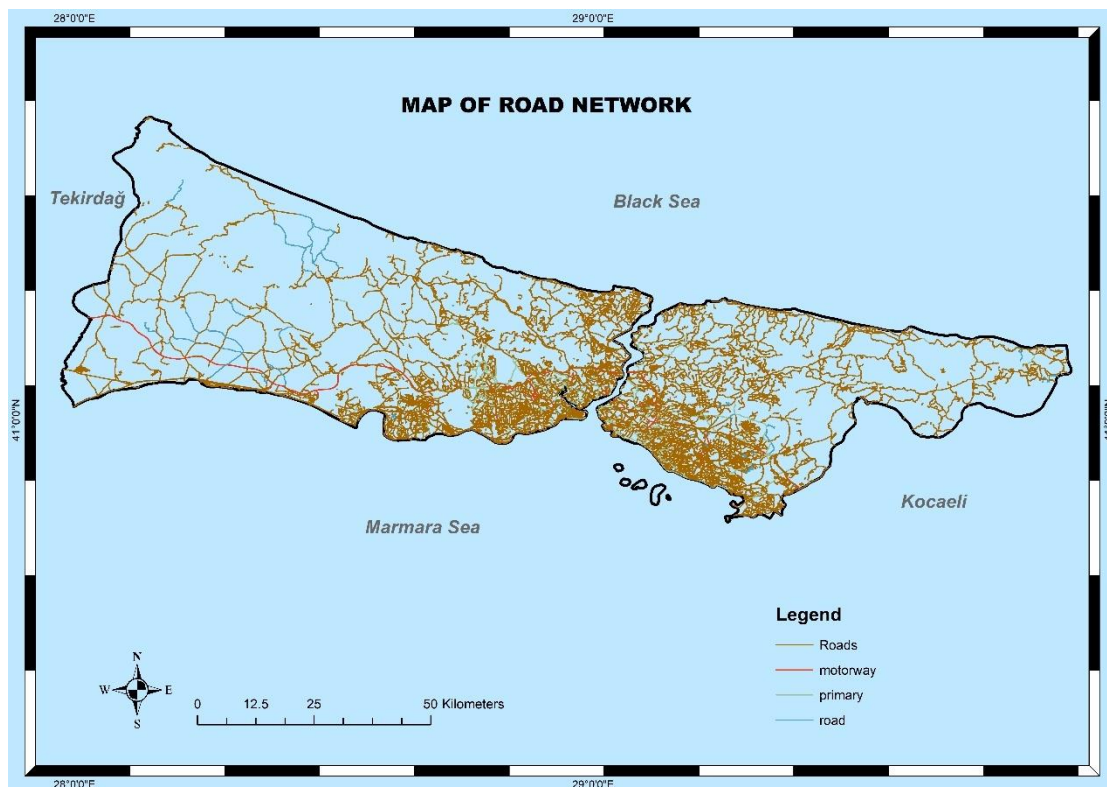 28°0'0"E 29°0'0"E
MAP OF ROAD NETWORK
Tekirdağ
Black Sea
41°0'0"N
Kocaeli
Marmara Sea
Legend
Roads
motorway
primary
road
N
W E
S
0 12.5 25 50 Kilometers
28°0'0"E 29°0'0"E